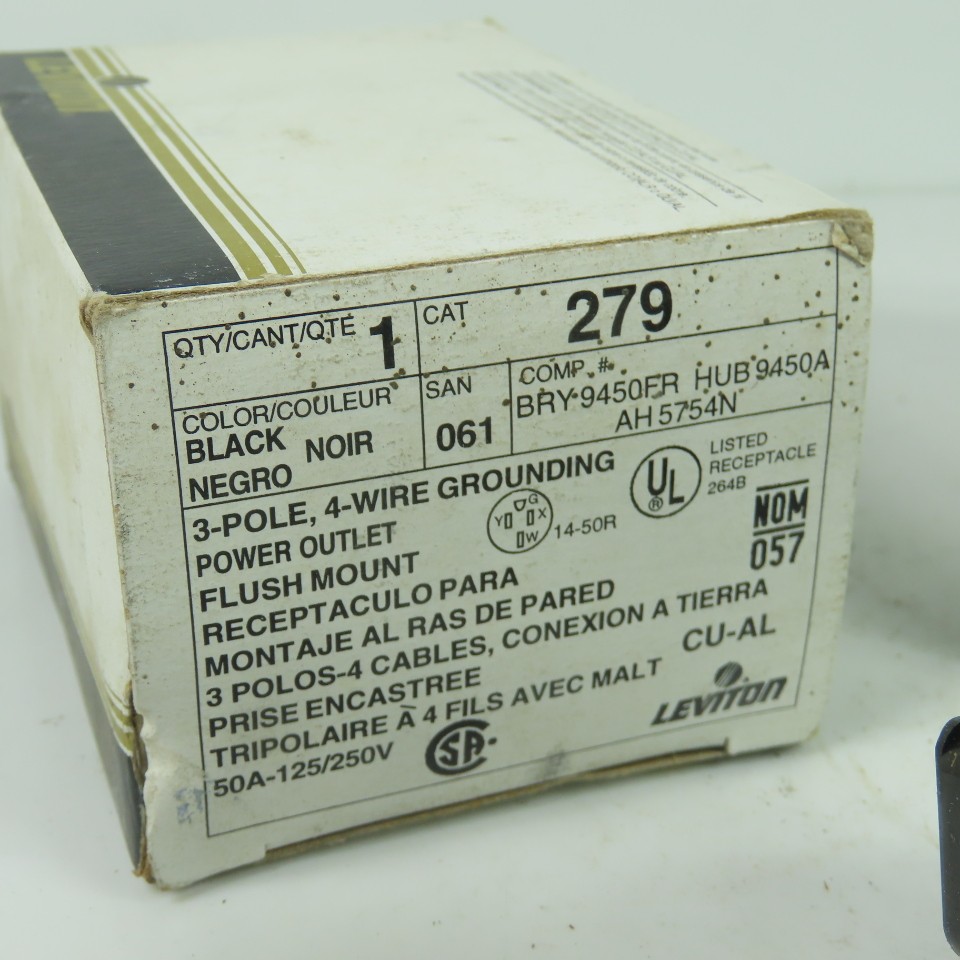 QTY/CANT/QTE 1
CAT 279
COLOR/COULEUR
BLACK NOIR
NEGRO
SAN
061
COMP. #
BRY 9450FR HUB 9450A
AH 5754N
3-POLE, 4-WIRE GROUNDING
POWER OUTLET
FLUSH MOUNT
G
Y X
W
14-50R
UL
®
LISTED
RECEPTACLE
264B
NOM
057
RECEPTACULO PARA
MONTAJE AL RAS DE PARED
3 POLOS-4 CABLES, CONEXION A TIERRA
PRISE ENCASTREE
TRIPOLAIRE À 4 FILS AVEC MALT
50A-125/250V
SA
CU-AL
LEVITON